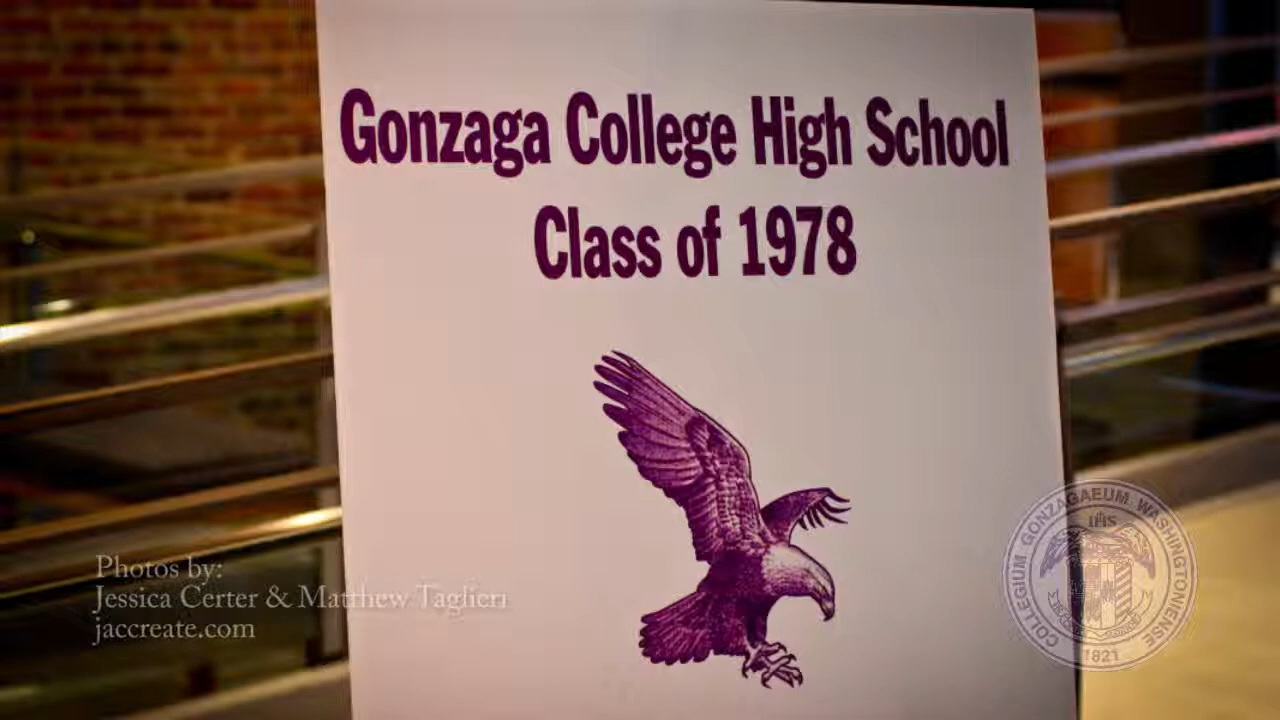 Gonzaga College High School
Class of 1978
Photos by:
Jessica Certer & Matthew Taglieri
jaccreate.com
COLLEGIUM GONZAGAEUM WASHINGTONIENSE
IHS
1821